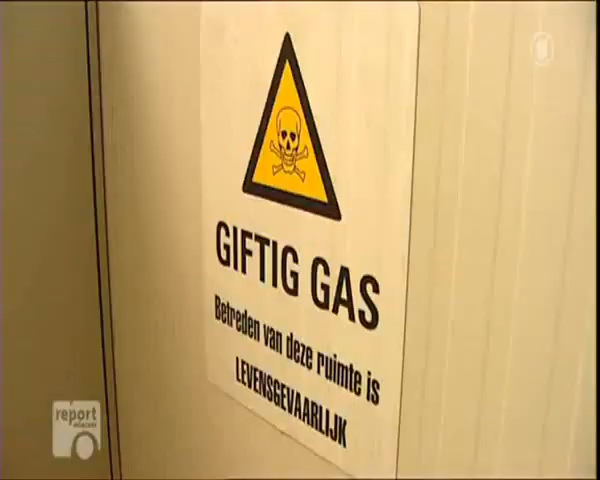 GIFTIG GAS
Betreden van deze ruimte is
LEVENSGEVAARLIJK
report